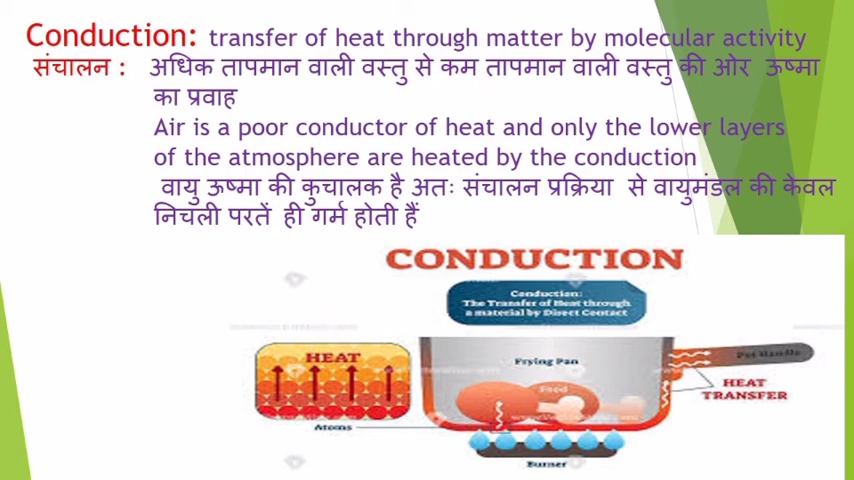 Conduction: transfer of heat through matter by molecular activity
संचालन : अधिक तापमान वाली वस्तु से कम तापमान वाली वस्तु की ओर ऊष्मा
का प्रवाह
Air is a poor conductor of heat and only the lower layers
of the atmosphere are heated by the conduction
वायु ऊष्मा की कुचालक है अतः संचालन प्रक्रिया से वायुमंडल की केवल
निचली परतें ही गर्म होती हैं
CONDUCTION
Conduction:
The Transfer of Heat through
a material by Direct Contact
HEAT
Frying Pan
Pot Handle
Food
HEAT
TRANSFER
Atoms
Burner